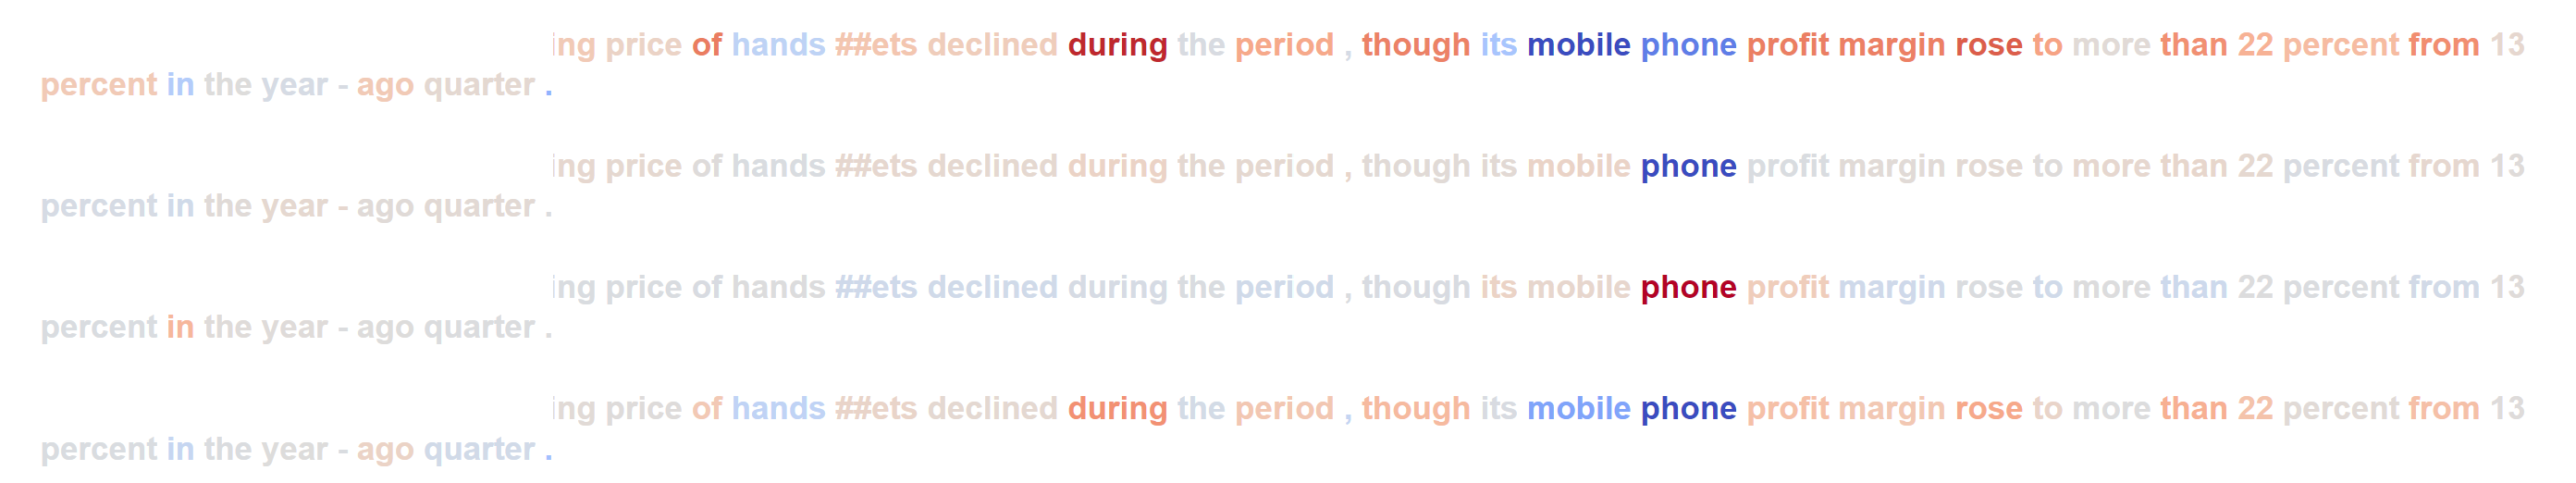 ing price of hands ##ets declined during the period , though its mobile phone profit margin rose to more than 22 percent from 13
percent in the year - ago quarter .
ing price of hands ##ets declined during the period , though its mobile phone profit margin rose to more than 22 percent from 13
percent in the year - ago quarter .
ing price of hands ##ets declined during the period , though its mobile phone profit margin rose to more than 22 percent from 13
percent in the year - ago quarter .
ing price of hands ##ets declined during the period , though its mobile phone profit margin rose to more than 22 percent from 13
percent in the year - ago quarter .